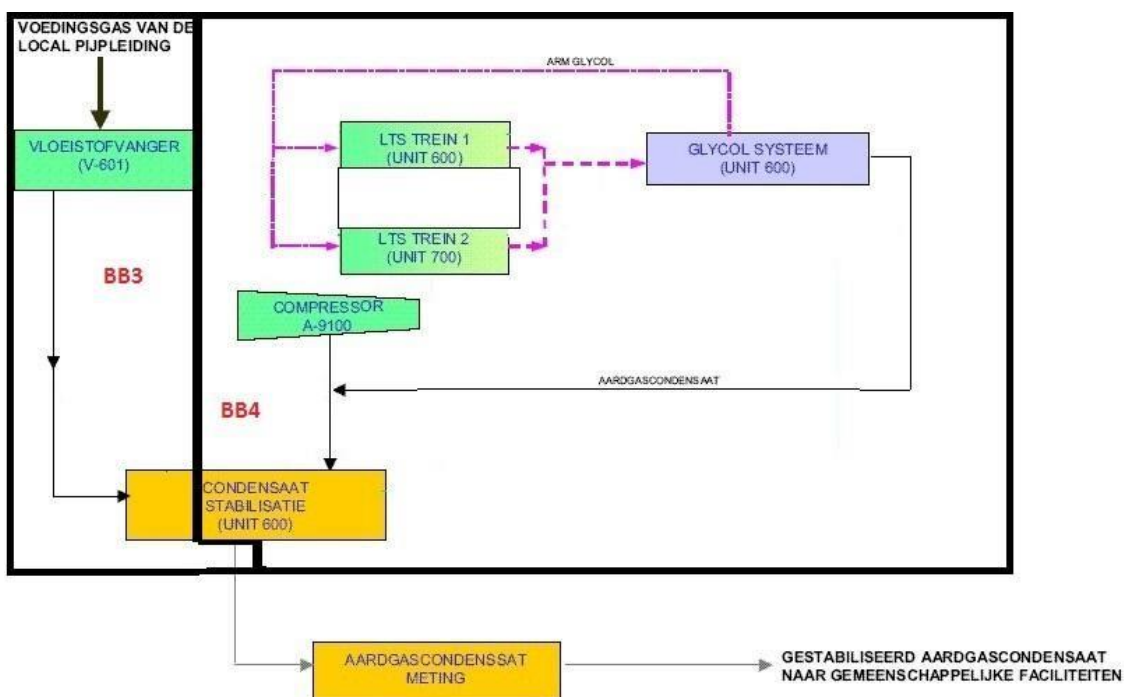 VOEDINGSGAS VAN DE
LOCAL PIJPLEIDING
ARM GLYCOL
VLOEISTOFVANGER
(V-601)
LTS TREIN 1
(UNIT 600)
GLYCOL SYSTEEM
(UNIT 600)
LTS TREIN 2
(UNIT 700)
BB3
COMPRESSOR
A-9100
AARDGASCONDENSAAT
BB4
CONDENSAAT
STABILISATIE
(UNIT 600)
AARDGASCONDENSSAT
METING
GESTABILISEERD AARDGASCONDENSAAT
NAAR GEMEENSCHAPPELIJKE FACILITEITEN